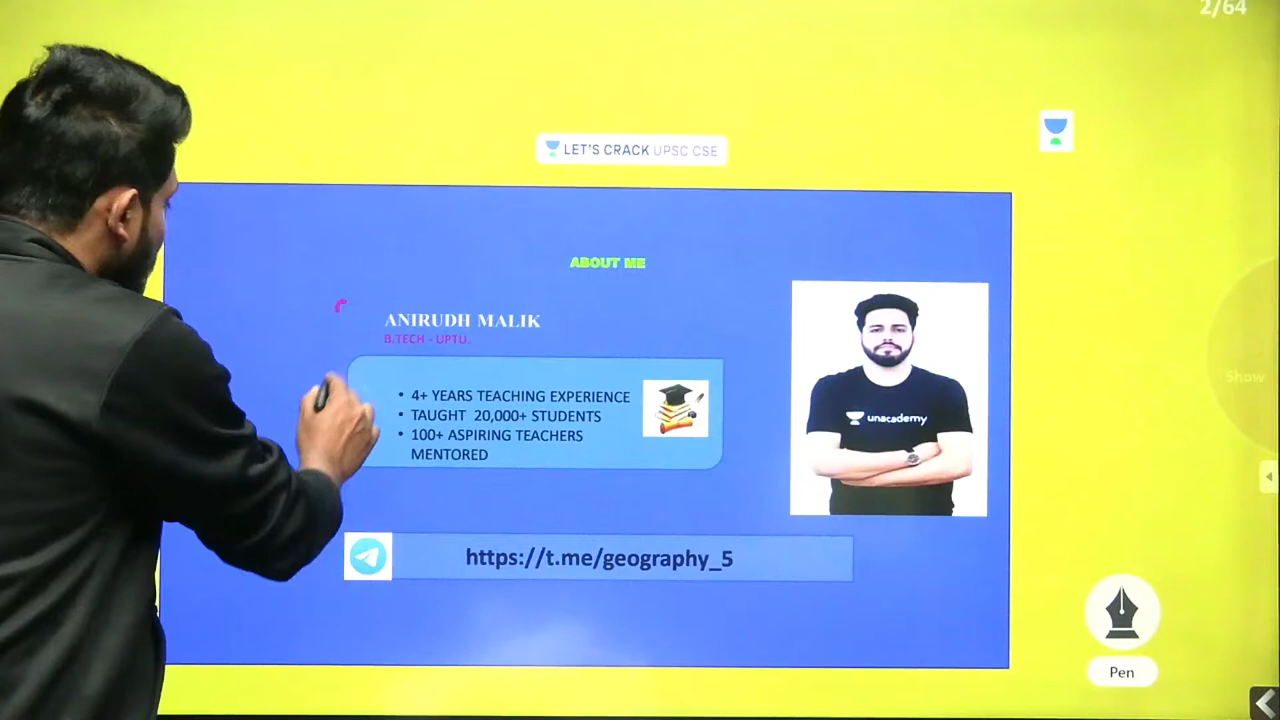 2/64
LET'S CRACK UPSC CSE
ABOUT ME
ANIRUDH MALIK
B.TECH - UPTU.
• 4+ YEARS TEACHING EXPERIENCE
• TAUGHT 20,000+ STUDENTS
• 100+ ASPIRING TEACHERS
MENTORED
unacademy
https://t.me/geography_5
Show
Pen